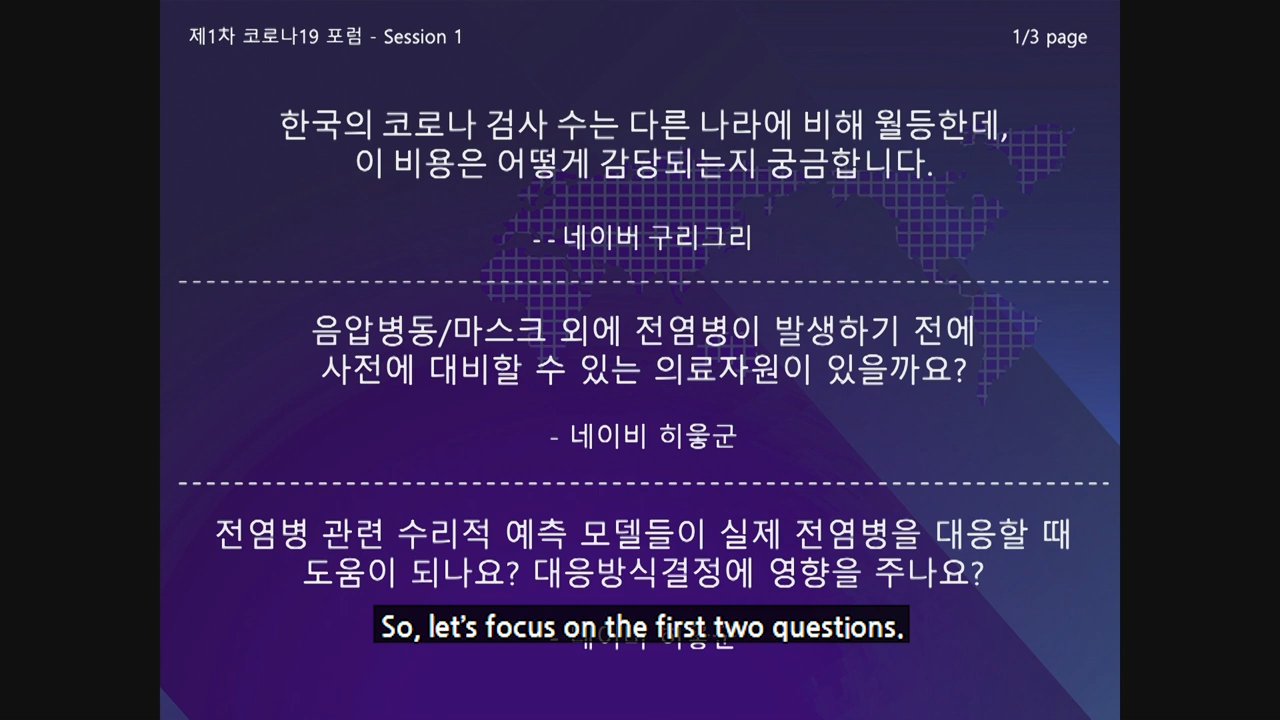 제1차 코로나19 포럼 - Session 1
1/3 page
한국의 코로나 검사 수는 다른 나라에 비해 월등한데,
이 비용은 어떻게 감당되는지 궁금합니다.
-- 네이버 구리그리
음압병동/마스크 외에 전염병이 발생하기 전에
사전에 대비할 수 있는 의료자원이 있을까요?
- 네이비 히웋군
전염병 관련 수리적 예측 모델들이 실제 전염병을 대응할 때
도움이 되나요? 대응방식결정에 영향을 주나요?
So, let's focus on the first two questions.